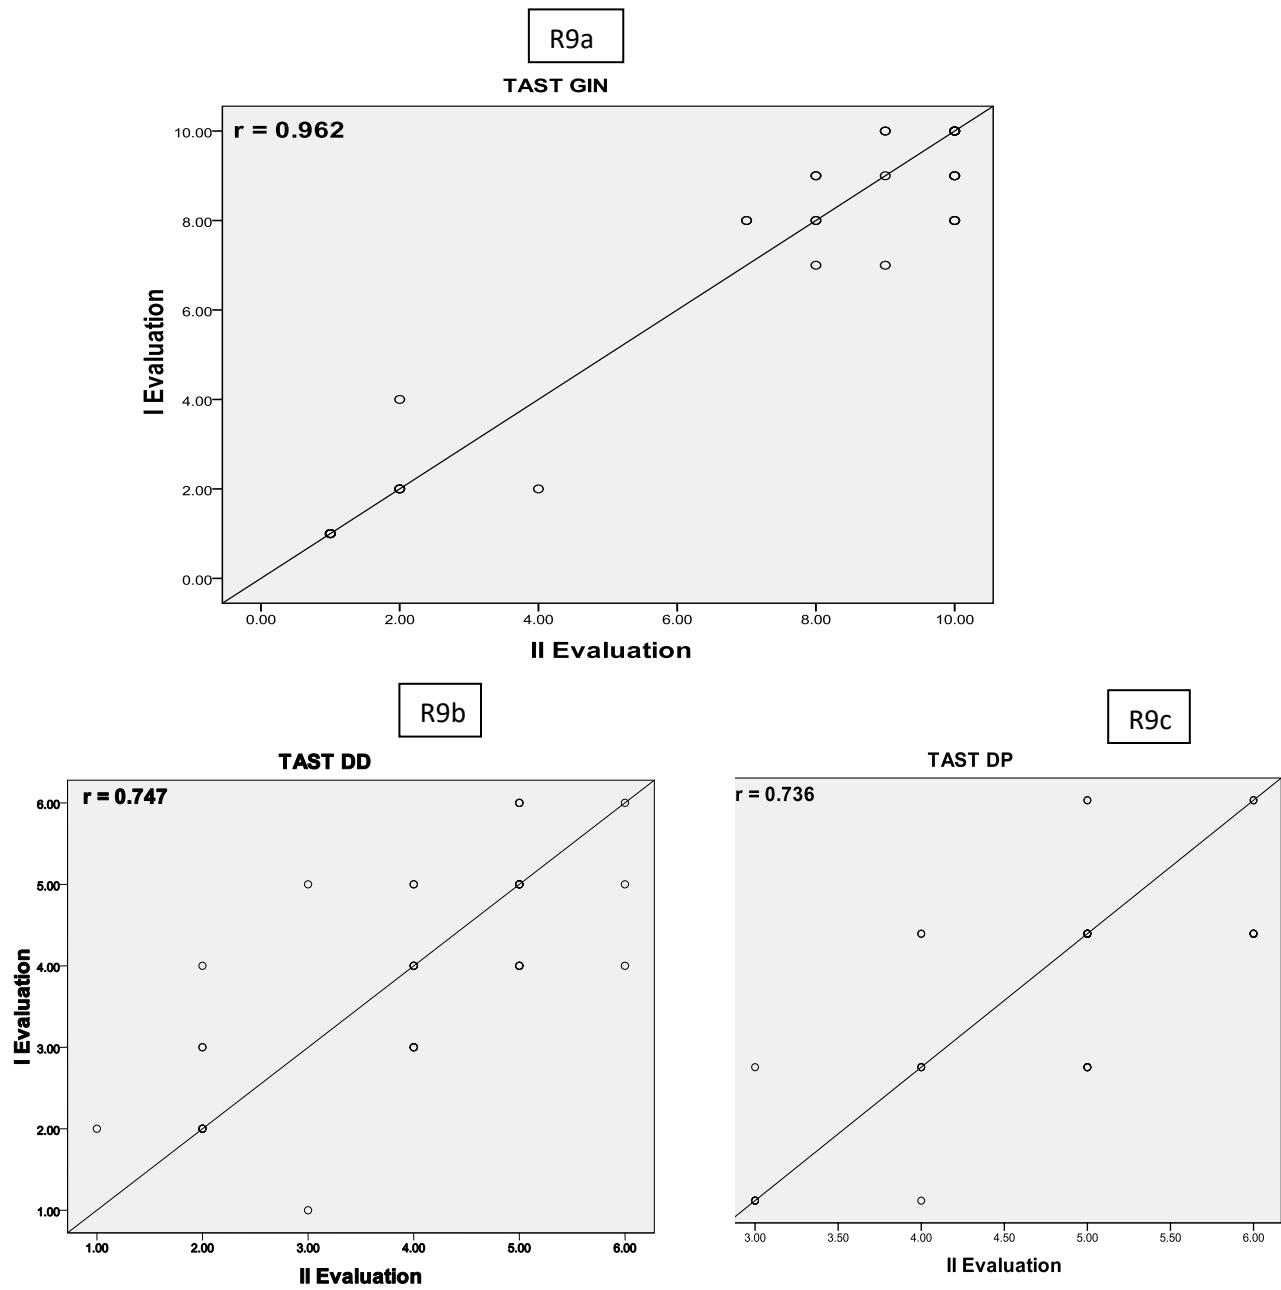 R9a
TAST GIN
r = 0.962
10.00
8.00
6.00
4.00
2.00
0.00
I Evaluation
0.00 2.00 4.00 6.00 8.00 10.00
II Evaluation
R9b
TAST DD
r = 0.747
6.00
5.00
4.00
3.00
2.00
1.00
I Evaluation
1.00 2.00 3.00 4.00 5.00 6.00
II Evaluation
R9c
TAST DP
r = 0.736
3.00 3.50 4.00 4.50 5.00 5.50 6.00
II Evaluation